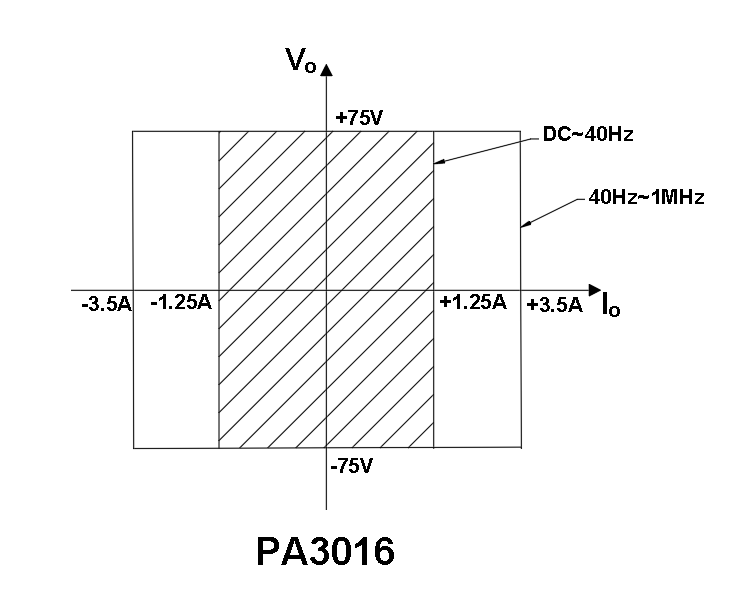 Vo
+75V
DC~40Hz
40Hz~1MHz
-3.5A
-1.25A
+1.25A
+3.5A
Io
-75V
PA3016